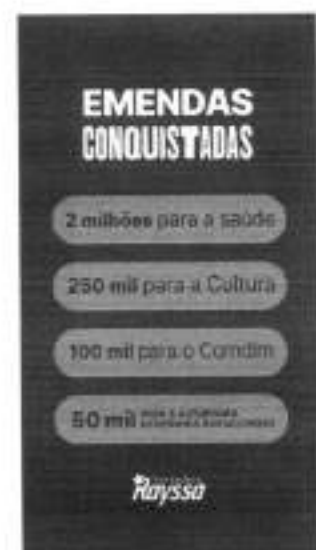 EMENDAS
CONQUISTADAS
2 milhões para a saúde
250 mil para a Cultura
100 mil para o Comdim
50 mil
Rayssa